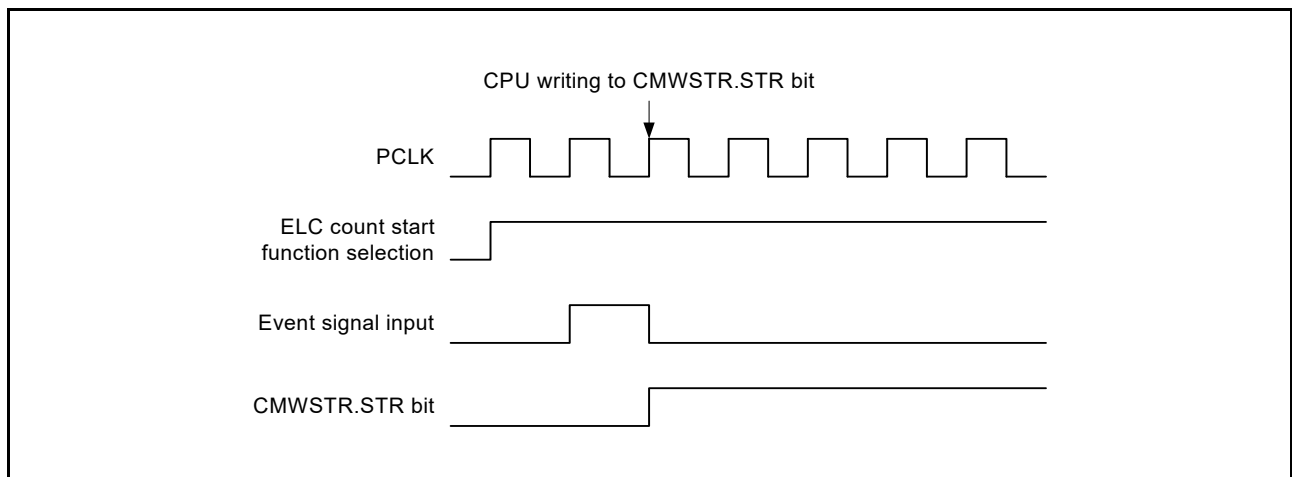 CPU writing to CMWSTR.STR bit
PCLK
ELC count start
function selection
Event signal input
CMWSTR.STR bit